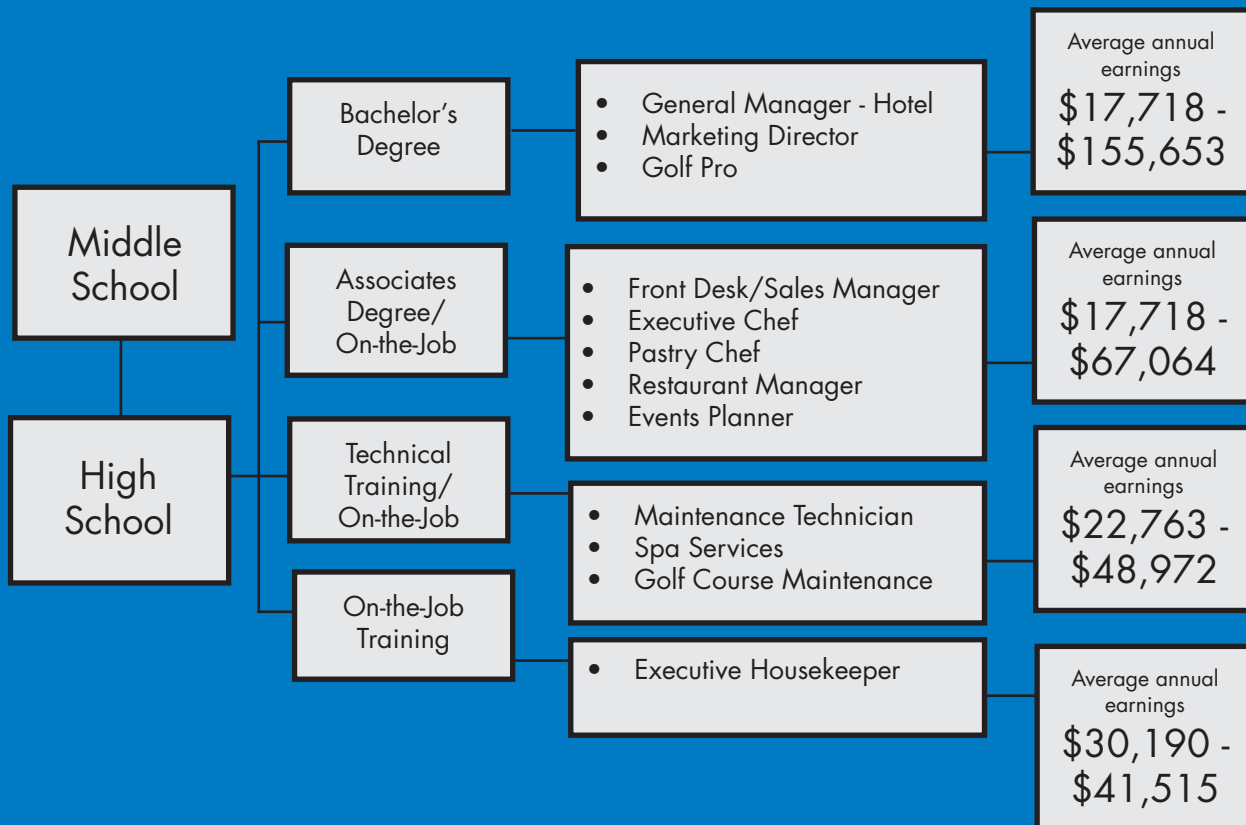 Middle
School
High
School
Bachelor's
Degree
• General Manager - Hotel
• Marketing Director
• Golf Pro
Average annual
earnings
$17,718 -
$155,653
Associates
Degree/
On-the-Job
• Front Desk/Sales Manager
• Executive Chef
• Pastry Chef
• Restaurant Manager
• Events Planner
Average annual
earnings
$17,718 -
$67,064
Technical
Training/
On-the-Job
• Maintenance Technician
• Spa Services
• Golf Course Maintenance
Average annual
earnings
$22,763 -
$48,972
On-the-Job
Training
• Executive Housekeeper
Average annual
earnings
$30,190 -
$41,515